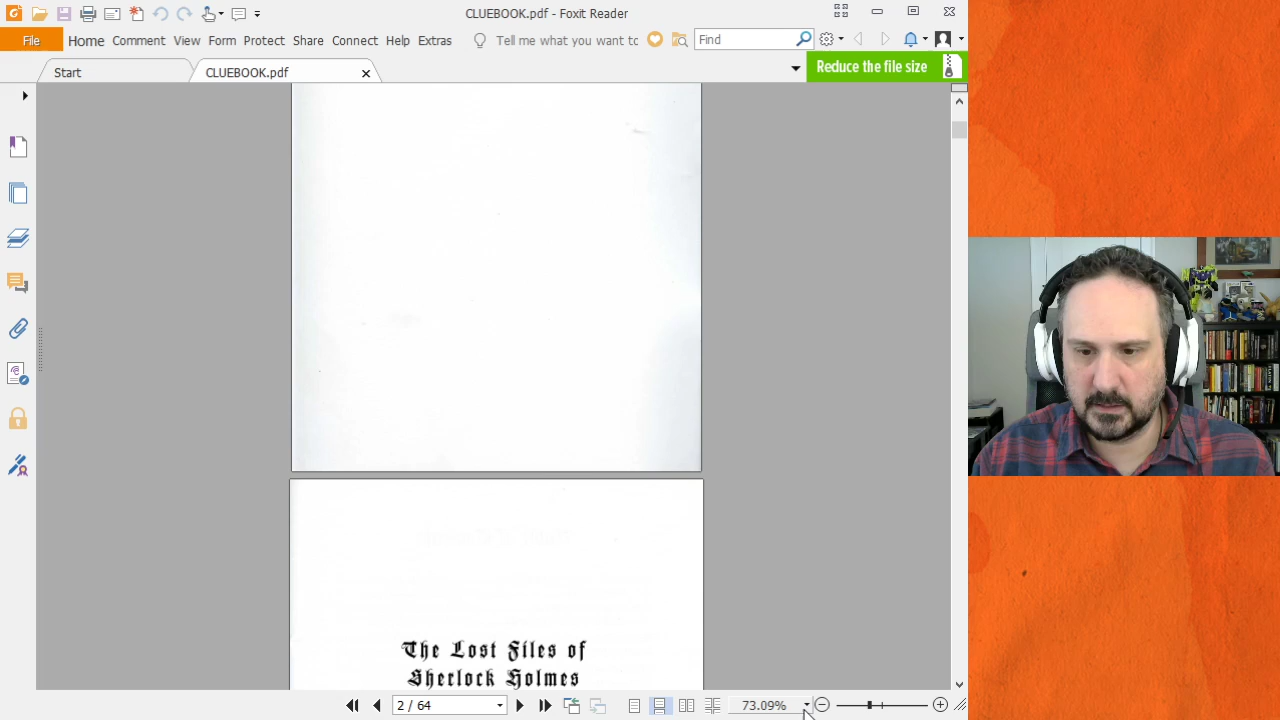 CLUEBOOK.pdf - Foxit Reader
File Home Comment View Form Protect Share Connect Help Extras Tell me what you want to Find
Start CLUEBOOK.pdf Reduce the file size
The Lost Files of
Sherlock Holmes
2 / 64 73.09%